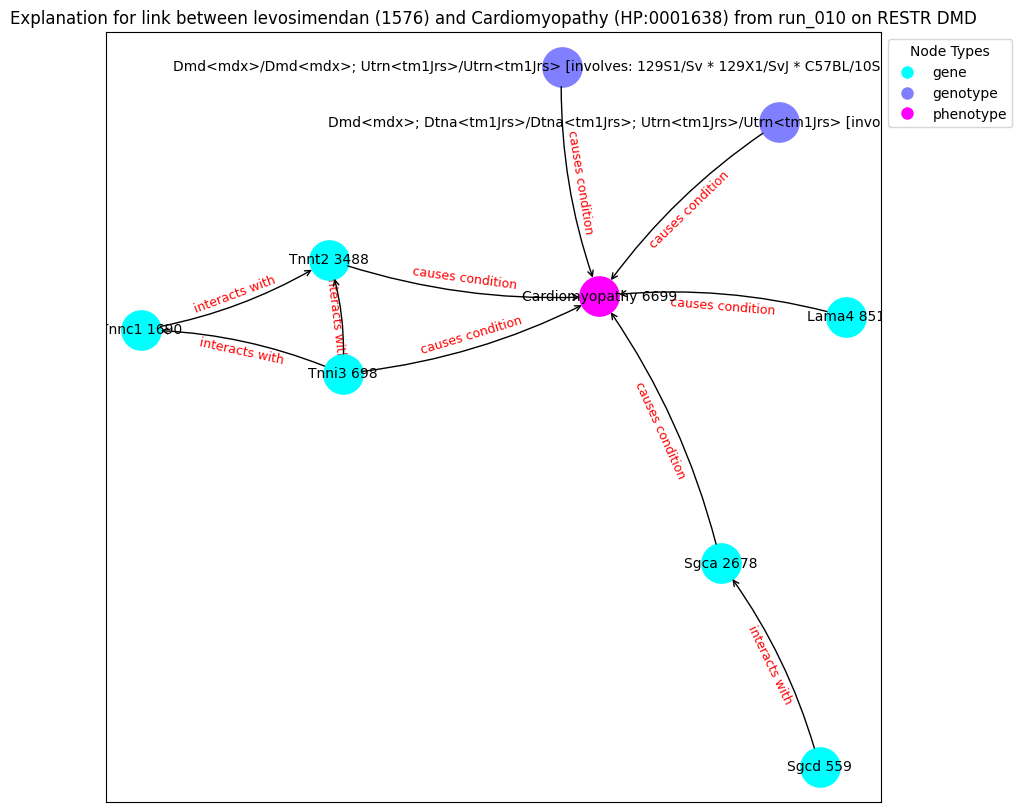 Explanation for link between levosimendan (1576) and Cardiomyopathy (HP:0001638) from run_010 on RESTR DMD
Node Types
gene
genotype
phenotype
Dmd<mdx>/Dmd<mdx>; Utrn<tm1Jrs>/Utrn<tm1Jrs> [involves: 129S1/Sv * 129X1/SvJ * C57BL/10S
Dmd<mdx>; Dtna<tm1Jrs>/Dtna<tm1Jrs>; Utrn<tm1Jrs>/Utrn<tm1Jrs> [invo
causes condition
causes condition
Tnnt2 3488
causes condition
interacts with
Cardiomyopathy 6699
causes condition
Lama4 851
Tnnc1 1690
interacts with
interacts with
causes condition
Tnni3 698
causes condition
Sgca 2678
interacts with
Sgcd 559